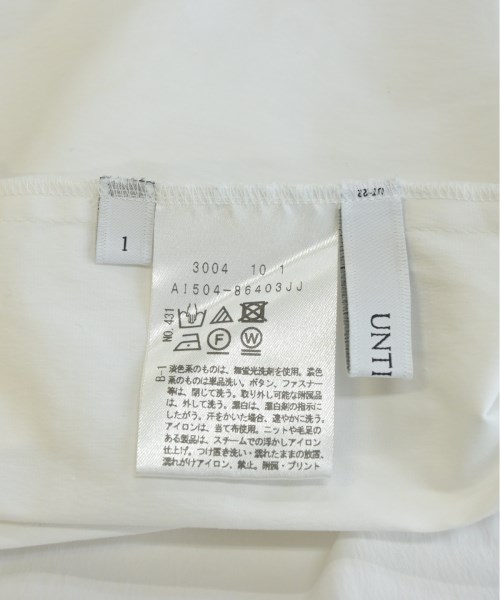 1
3004 10 1
A1504-86403JJ
NO.431
F
W
B-1
淡色系のものは、無蛍光洗剤を使用。濃色
系のものは単品洗い。ボタン、ファスナー
等は、閉じて洗う。取り外し可能な附属品
は、外して洗う。漂白は、漂白剤の指示に
したがう。汗をかいた場合、速やかに洗う。
アイロンは、当て布使用。ニットや毛足の
ある製品は、スチームでの浮かしアイロン
仕上げ。つけ置き洗い・濡れたままの放置、
濡れがけアイロン、禁止。附属・プリント
UNTI